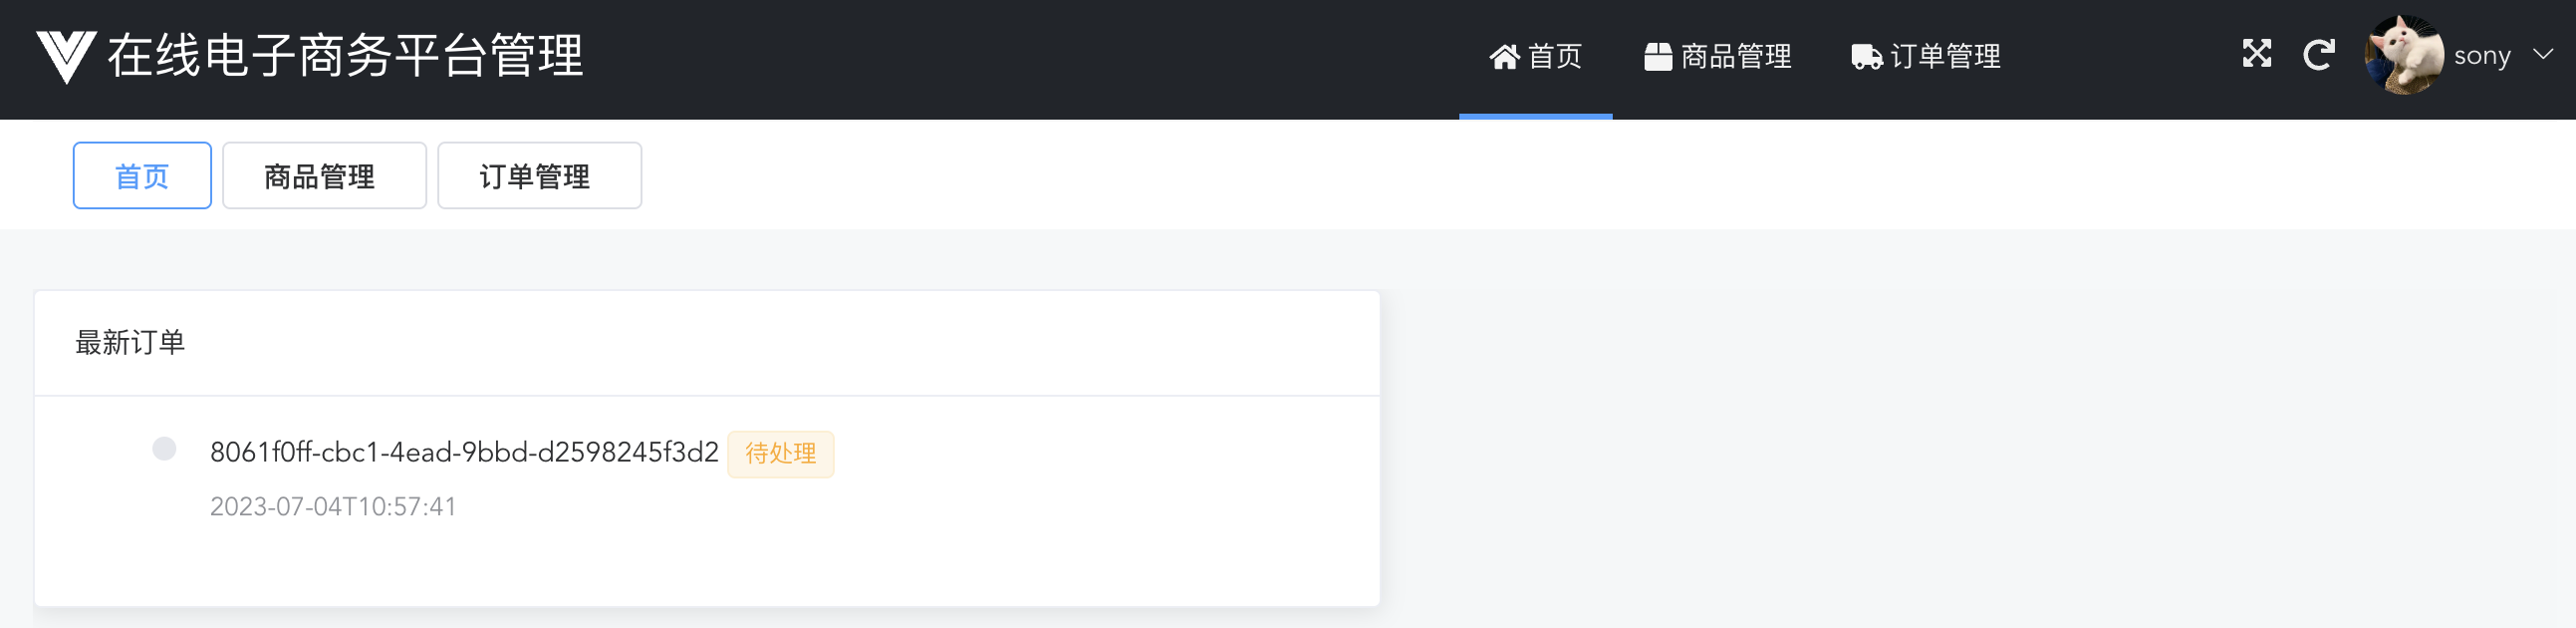 在线电子商务平台管理
首页 商品管理 订单管理 sony
首页 商品管理 订单管理
最新订单
8061f0ff-cbc1-4ead-9bbd-d2598245f3d2 待处理
2023-07-04T10:57:41